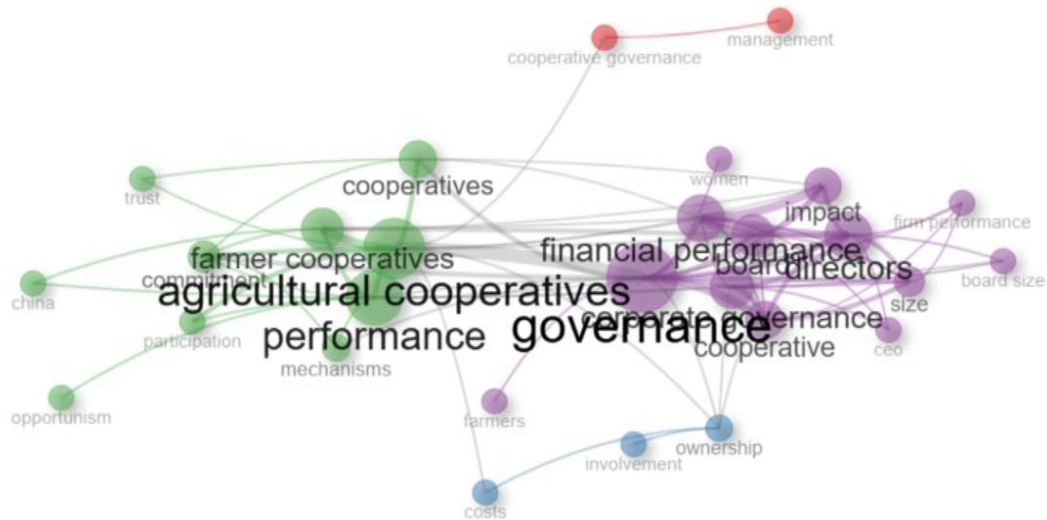 management
cooperative governance
women
cooperatives
trust
impact
firm performance
financial performance
farmer cooperatives
board
directors
commitment
china
board size
agricultural cooperatives
size
corporate governance
governance
performance
participation
cooperative
ceo
mechanisms
opportunism
farmers
ownership
involvement
costs